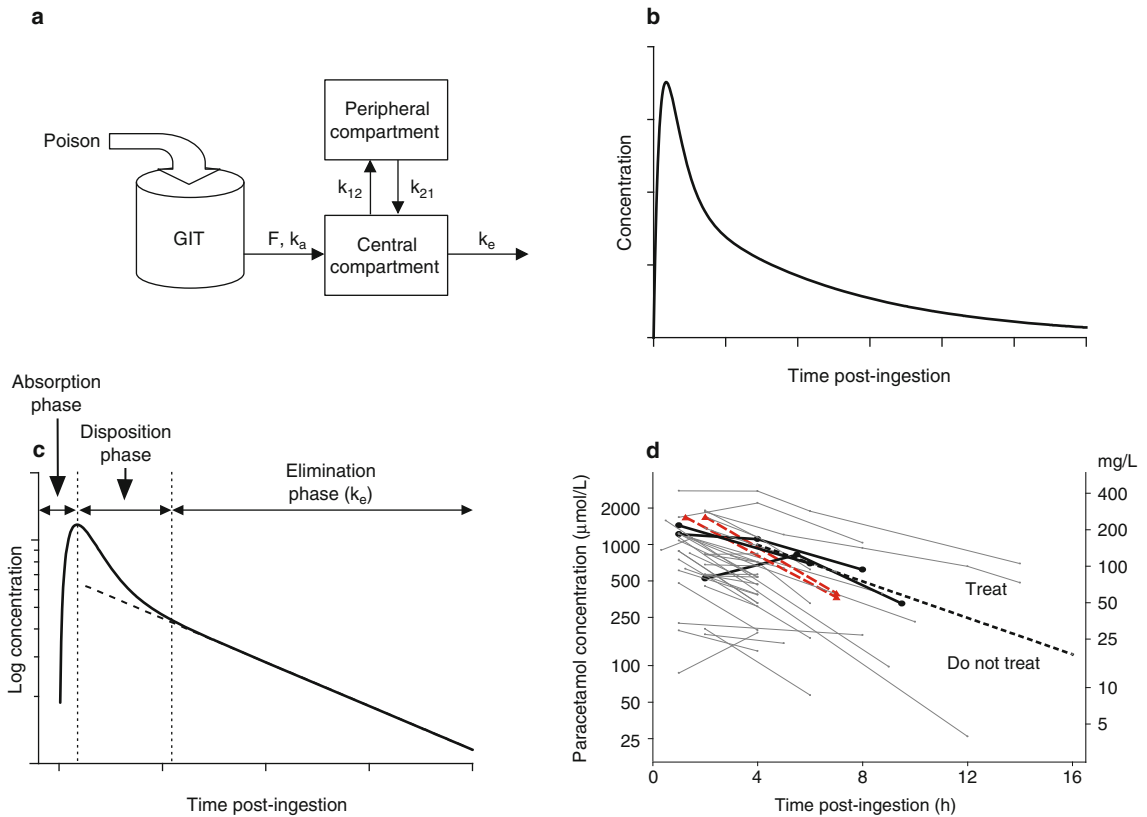 a
Poison
GIT
F, kₐ
Peripheral
compartment
k₁₂
k₂₁
Central
compartment
kₑ
b
Concentration
Time post-ingestion
Absorption
phase
c
Disposition
phase
Elimination
phase (kₑ)
Log concentration
Time post-ingestion
d
mg/L
Paracetamol concentration (μmol/L)
2000
1000
500
250
100
50
25
400
200
100
50
25
10
5
Treat
Do not treat
0
4
8
12
16
Time post-ingestion (h)